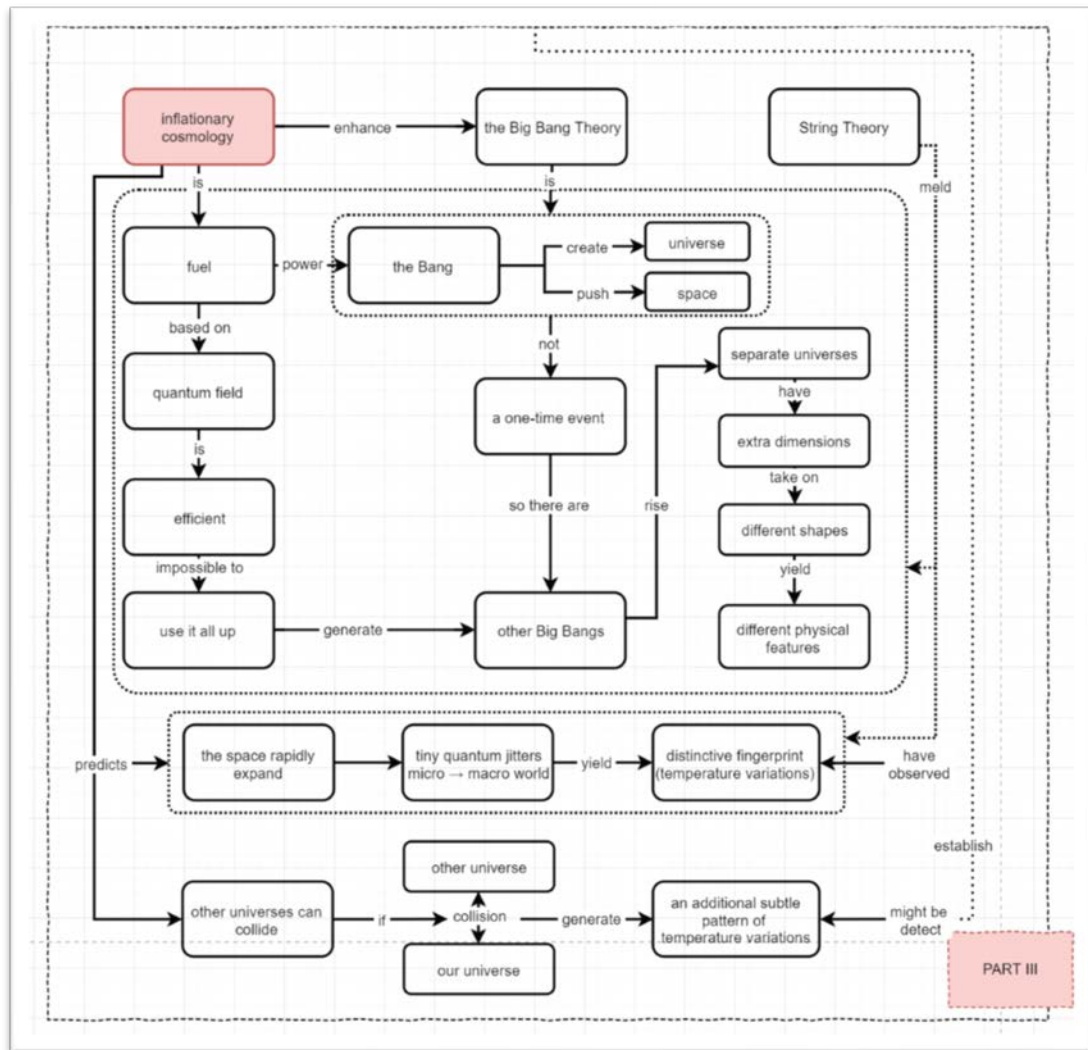 inflationary
cosmology
enhance
the Big Bang Theory
String Theory
is
is
meld
fuel
power
the Bang
create
universe
push
space
based on
not
quantum field
a one-time event
separate universes
have
is
extra dimensions
take on
efficient
so there are
rise
different shapes
impossible to
yield
use it all up
generate
other Big Bangs
different physical
features
predicts
the space rapidly
expand
tiny quantum jitters
micro → macro world
yield
distinctive fingerprint
(temperature variations)
have
observed
establish
other universe
other universes can
collide
if
collision
generate
an additional subtle
pattern of
temperature variations
might be
detect
our universe
PART III